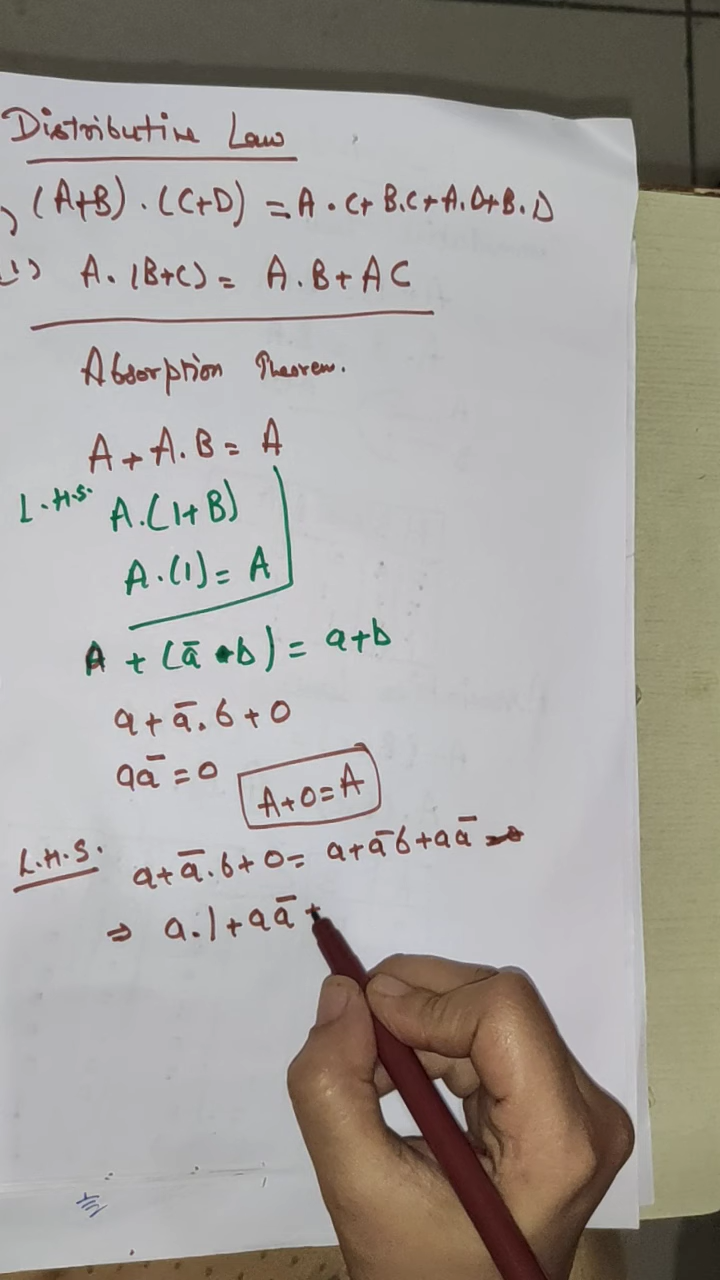 Distributive Law
) (A+B) . (C+D) = A . C + B.C + A.D + B . D
A. (B+C) = A . B + A C
Absorption Theorem.
A + A . B = A
L.H.S. A.(1+B)
A.(1) = A
A + (ā • b) = a+b
a + ā . b + 0
aā = 0 A+0=A
L.H.S. a+ā.b+0 = a+āb+aā
⇒ a.1 + aā +